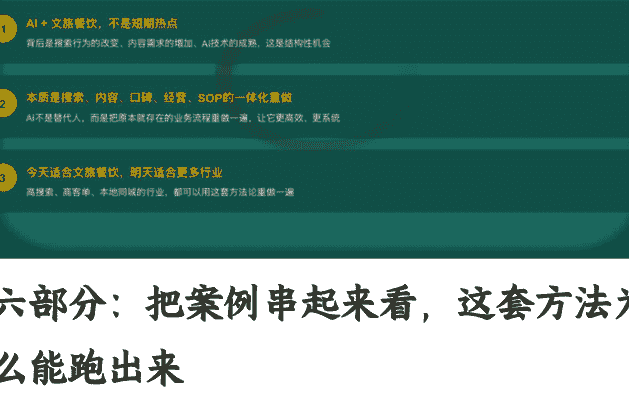 1
AI + 文旅餐饮，不是短期热点
背后是搜索行为的改变、内容需求的增加、AI技术的成熟，这是结构性机会
2
本质是搜索、内容、口碑、经营、SOP的一体化重做
AI不是替代人，而是把原本就存在的业务流程重做一遍，让它更高效、更系统
3
今天适合文旅餐饮，明天适合更多行业
高搜索、高客单、本地同城的行业，都可以用这套方法论重做一遍
六部分：把案例串起来看，这套方法
么能跑出来